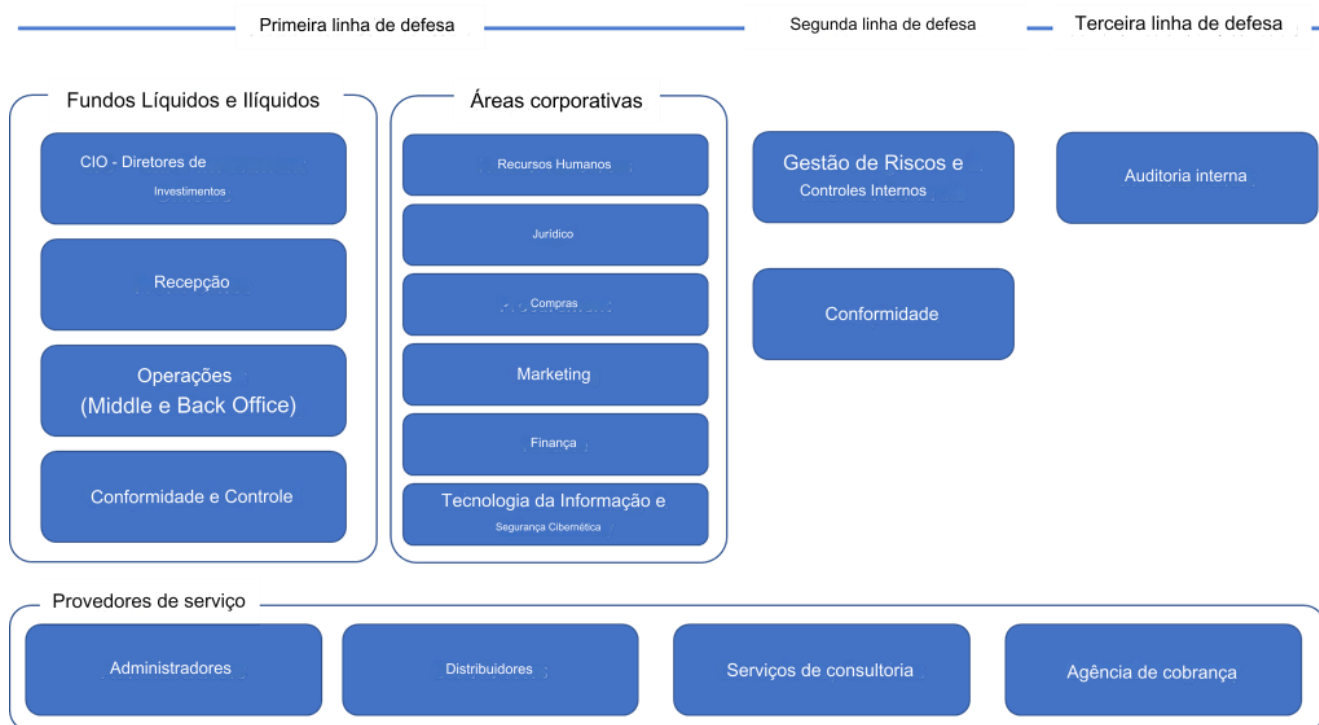 Primeira linha de defesa
Segunda linha de defesa
Terceira linha de defesa
Fundos Líquidos e Ilíquidos
CIO - Diretores de
Investimentos
Recepção
Operações
(Middle e Back Office)
Conformidade e Controle
Áreas corporativas
Recursos Humanos
Jurídico
Compras
Marketing
Finança
Tecnologia da Informação e
Segurança Cibernética
Gestão de Riscos e
Controles Internos
Conformidade
Auditoria interna
Provedores de serviço
Administradores
Distribuidores
Serviços de consultoria
Agência de cobrança